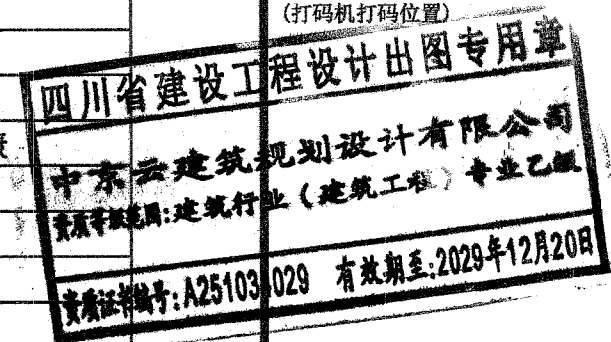 (打码机打码位置)
四川省建设工程设计出图专用章
中京云建筑规划设计有限公司
资质等级范围:建筑行业(建筑工程)专业乙级
资质证书编号:A251034029 有效期至:2029年12月20日